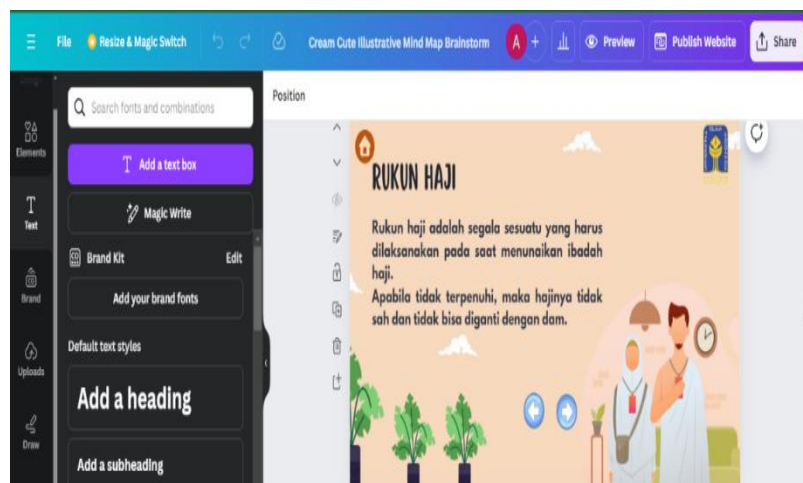 File
Resize & Magic Switch
Cream Cute Illustrative Mind Map Brainstorm
A
+
Preview
Publish Website
Share
Elements
Text
Brand
Uploads
Draw
Search fonts and combinations
T Add a text box
Magic Write
Brand Kit
Edit
Add your brand fonts
Default text styles
Add a heading
Add a subheading
Position
RUKUN HAJI
Rukun haji adalah segala sesuatu yang harus
dilaksanakan pada saat menunaikan ibadah
haji.
Apabila tidak terpenuhi, maka hajinya tidak
sah dan tidak bisa diganti dengan dam.